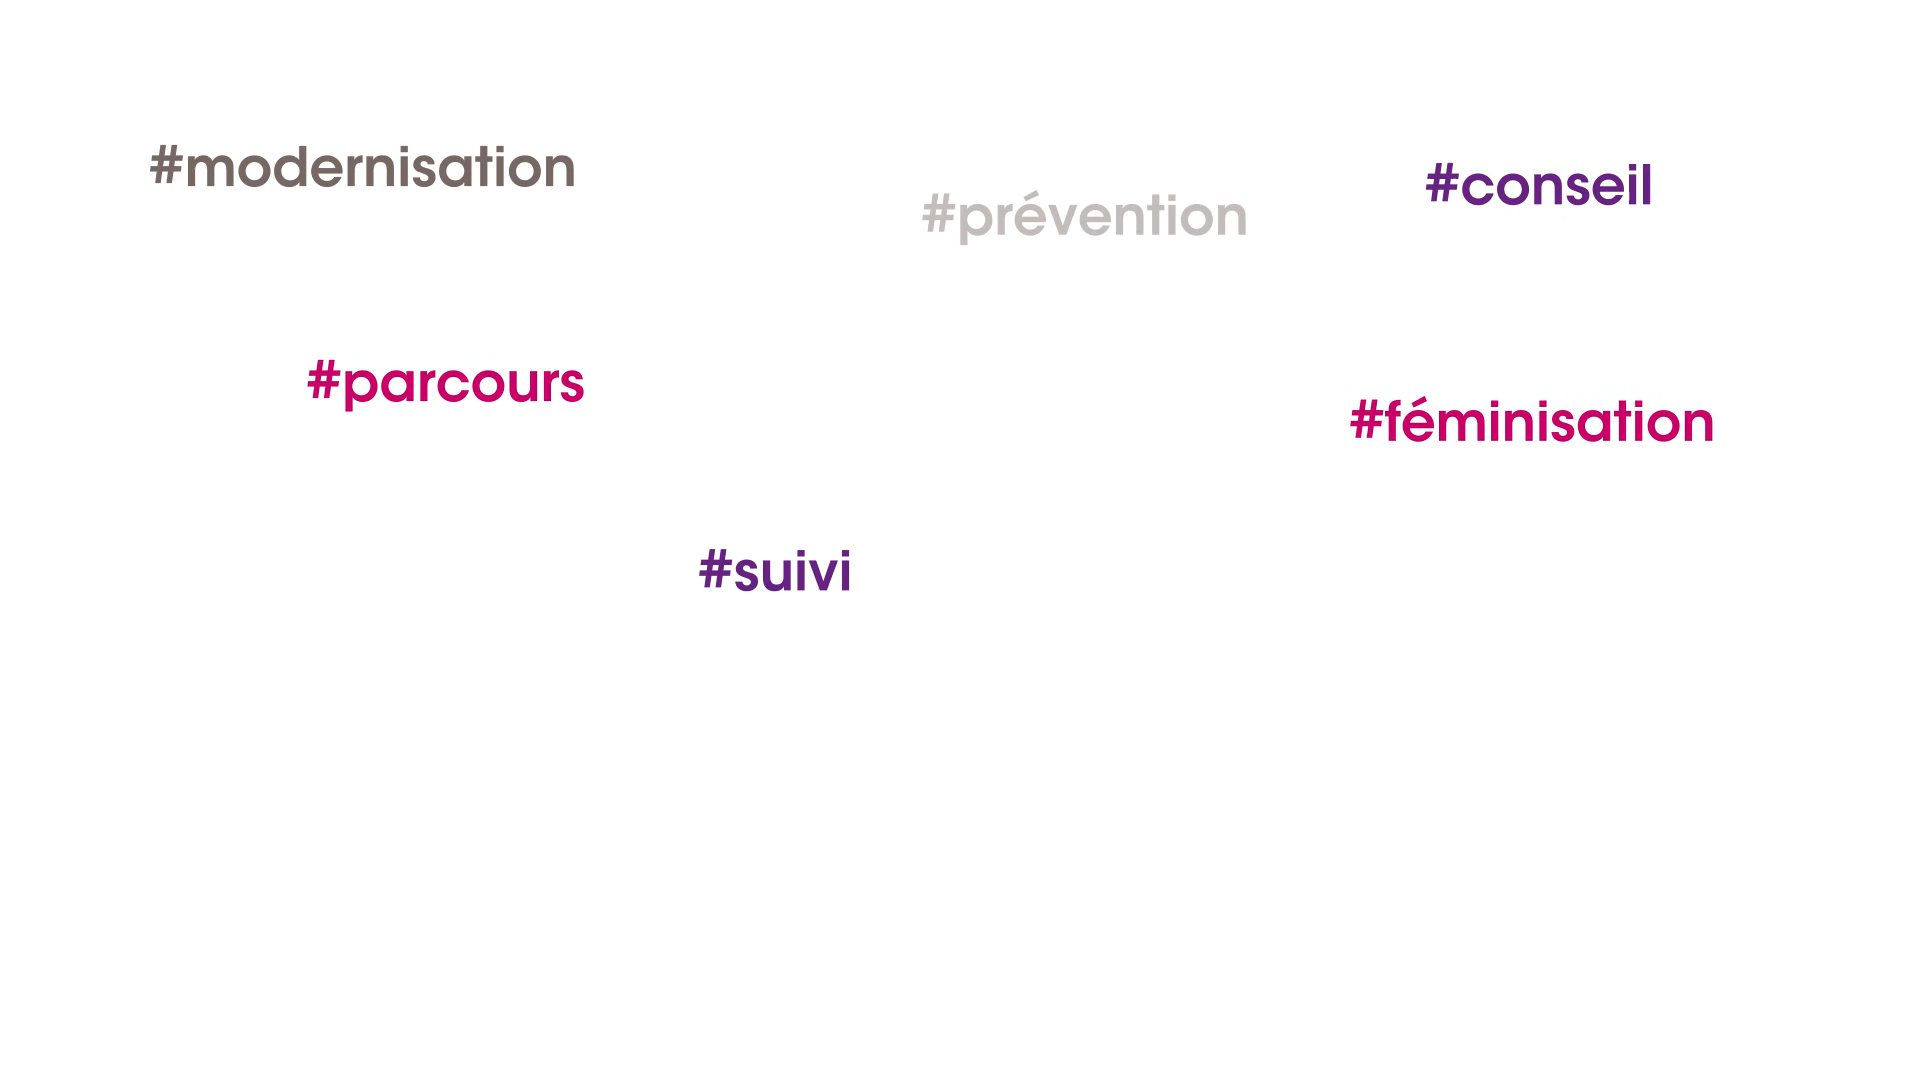 #modernisation
#prévention
#conseil
#parcours
#féminisation
#suivi